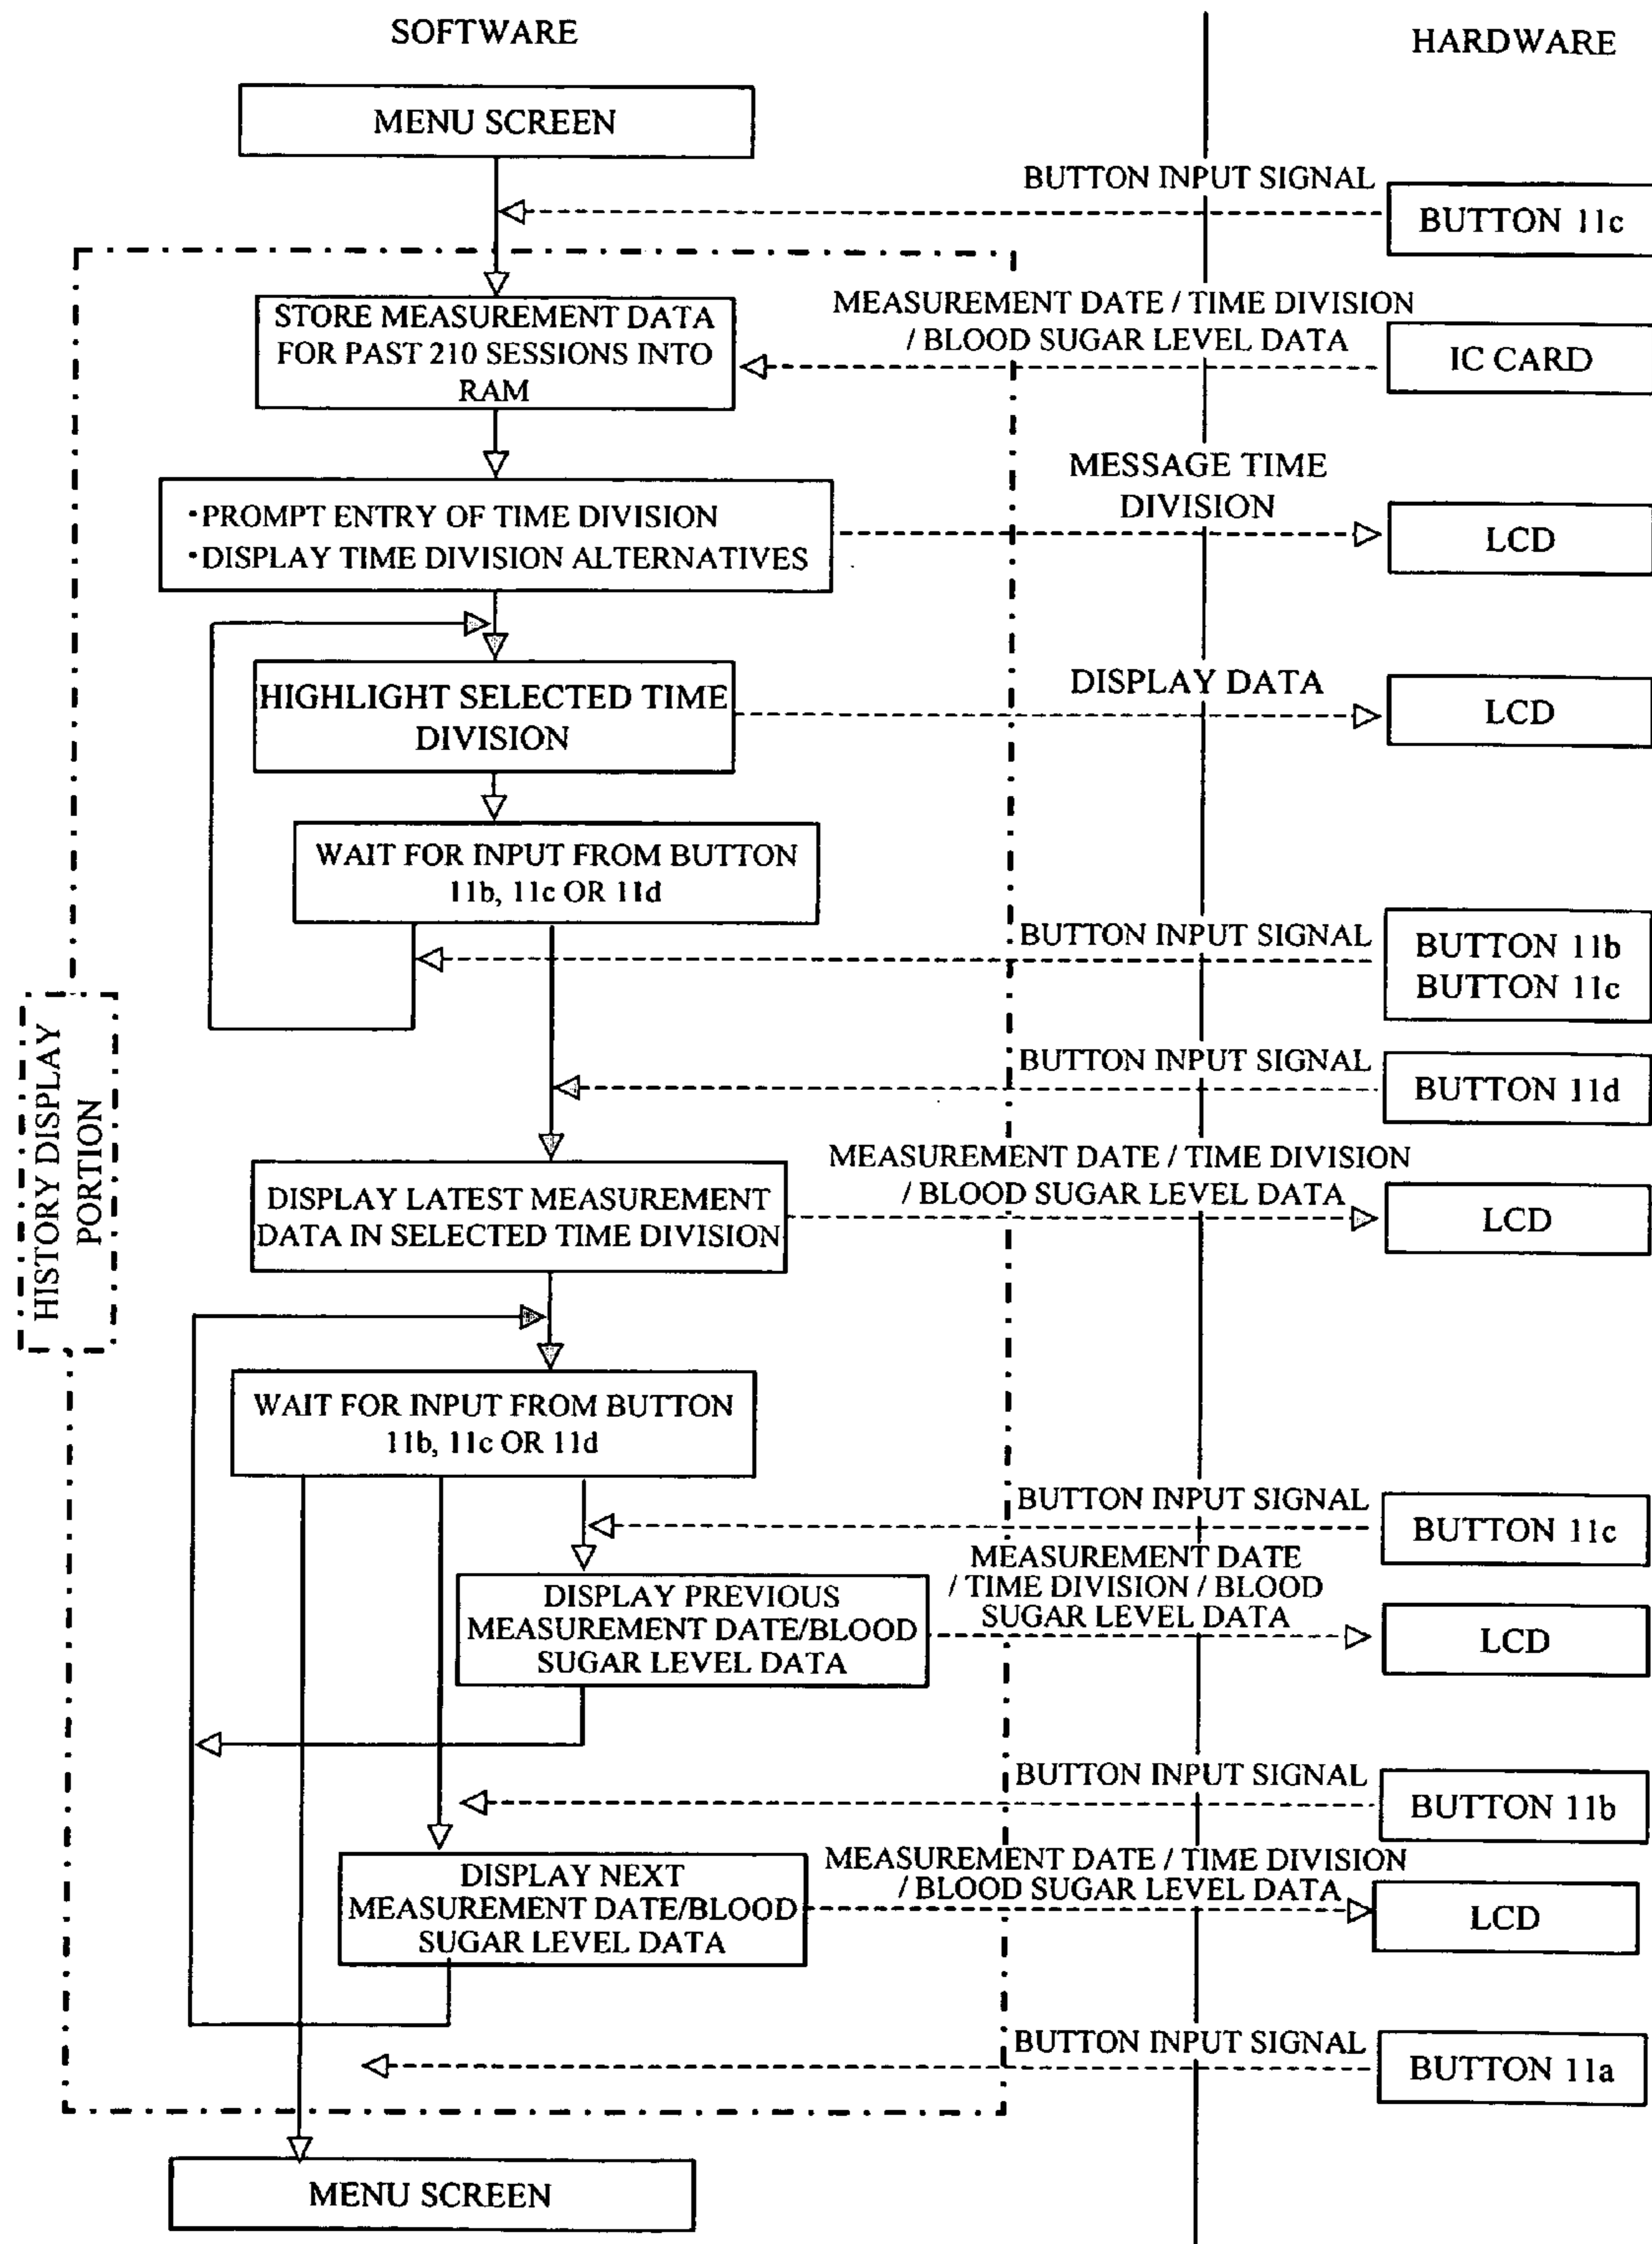 SOFTWARE
HARDWARE
MENU SCREEN
BUTTON INPUT SIGNAL
BUTTON 11c
STORE MEASUREMENT DATA
FOR PAST 210 SESSIONS INTO
RAM
MEASUREMENT DATE / TIME DIVISION
/ BLOOD SUGAR LEVEL DATA
IC CARD
•PROMPT ENTRY OF TIME DIVISION
•DISPLAY TIME DIVISION ALTERNATIVES
MESSAGE TIME
DIVISION
LCD
HIGHLIGHT SELECTED TIME
DIVISION
DISPLAY DATA
LCD
WAIT FOR INPUT FROM BUTTON
11b, 11c OR 11d
BUTTON INPUT SIGNAL
BUTTON 11b
BUTTON 11c
BUTTON INPUT SIGNAL
BUTTON 11d
HISTORY DISPLAY
PORTION
DISPLAY LATEST MEASUREMENT
DATA IN SELECTED TIME DIVISION
MEASUREMENT DATE / TIME DIVISION
/ BLOOD SUGAR LEVEL DATA
LCD
WAIT FOR INPUT FROM BUTTON
11b, 11c OR 11d
BUTTON INPUT SIGNAL
BUTTON 11c
DISPLAY PREVIOUS
MEASUREMENT DATE/BLOOD
SUGAR LEVEL DATA
MEASUREMENT DATE
/ TIME DIVISION / BLOOD
SUGAR LEVEL DATA
LCD
BUTTON INPUT SIGNAL
BUTTON 11b
DISPLAY NEXT
MEASUREMENT DATE/BLOOD
SUGAR LEVEL DATA
MEASUREMENT DATE / TIME DIVISION
/ BLOOD SUGAR LEVEL DATA
LCD
BUTTON INPUT SIGNAL
BUTTON 11a
MENU SCREEN